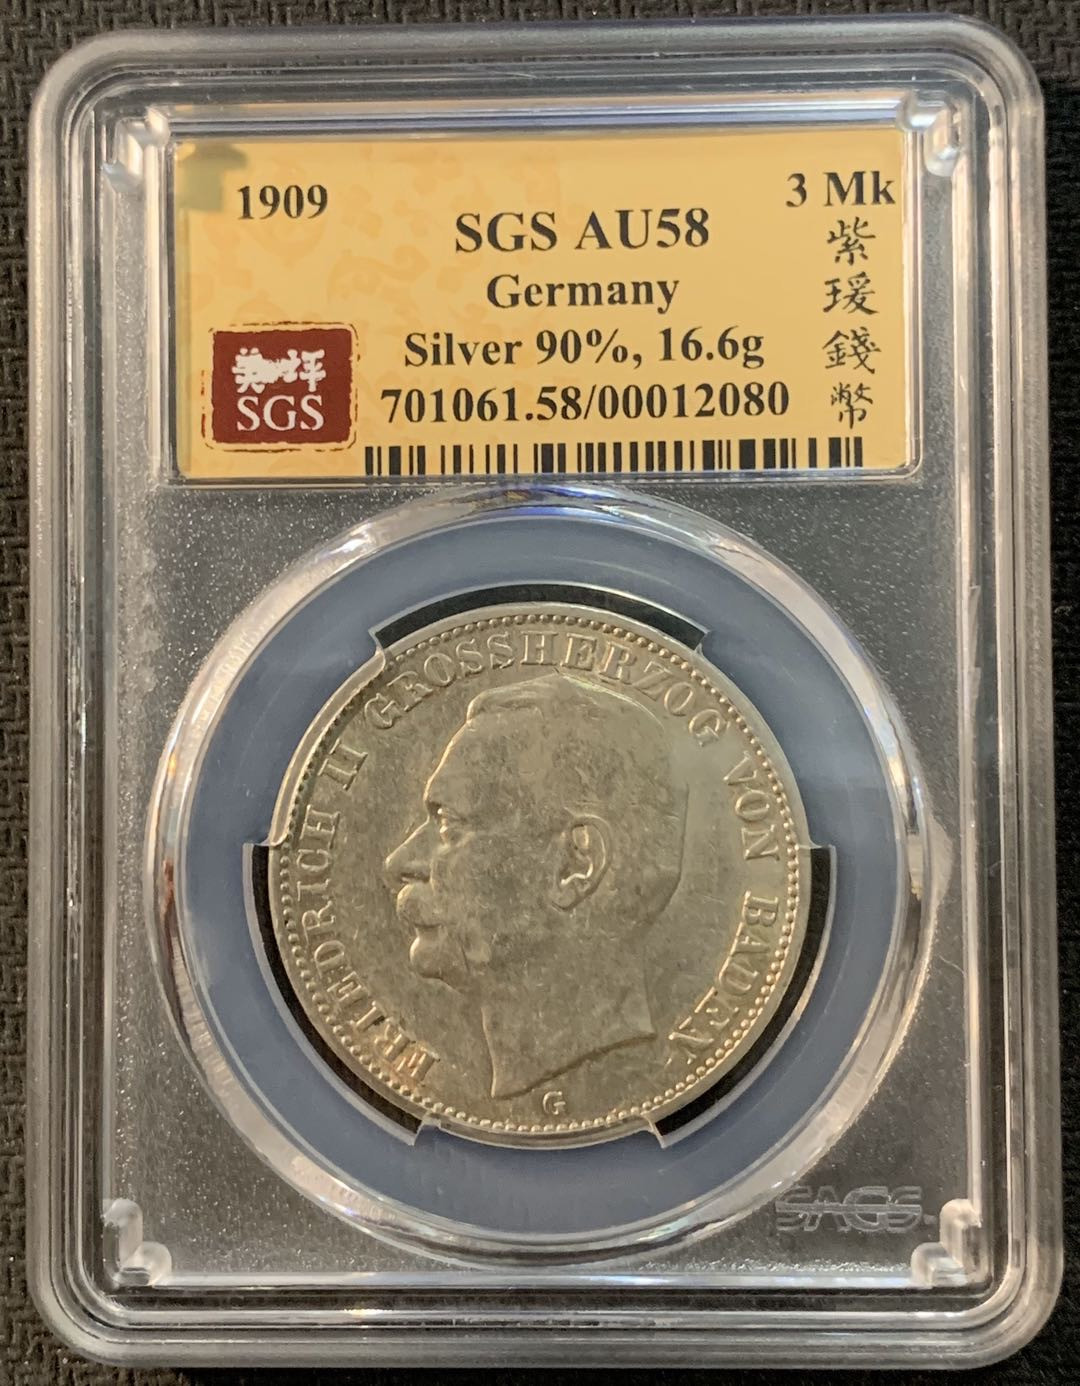 1909
3 Mk
SGS AU58
Germany
Silver 90%, 16.6g
701061.58/00012080
紫
瑗
錢
幣
SGS
FRIEDRICH II GROSSHERZOG VON BADEN
G
SAGS